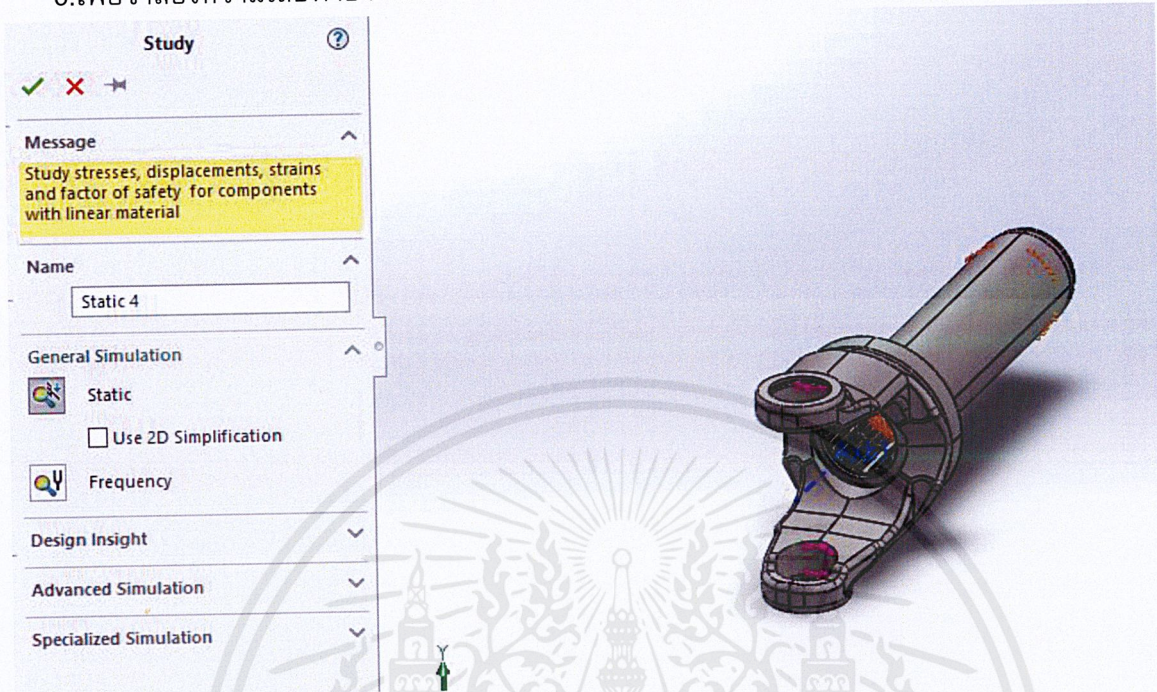 Study
Message
Study stresses, displacements, strains
and factor of safety for components
with linear material
Name
Static 4
General Simulation
Static
Use 2D Simplification
Frequency
Design Insight
Advanced Simulation
Specialized Simulation
Y